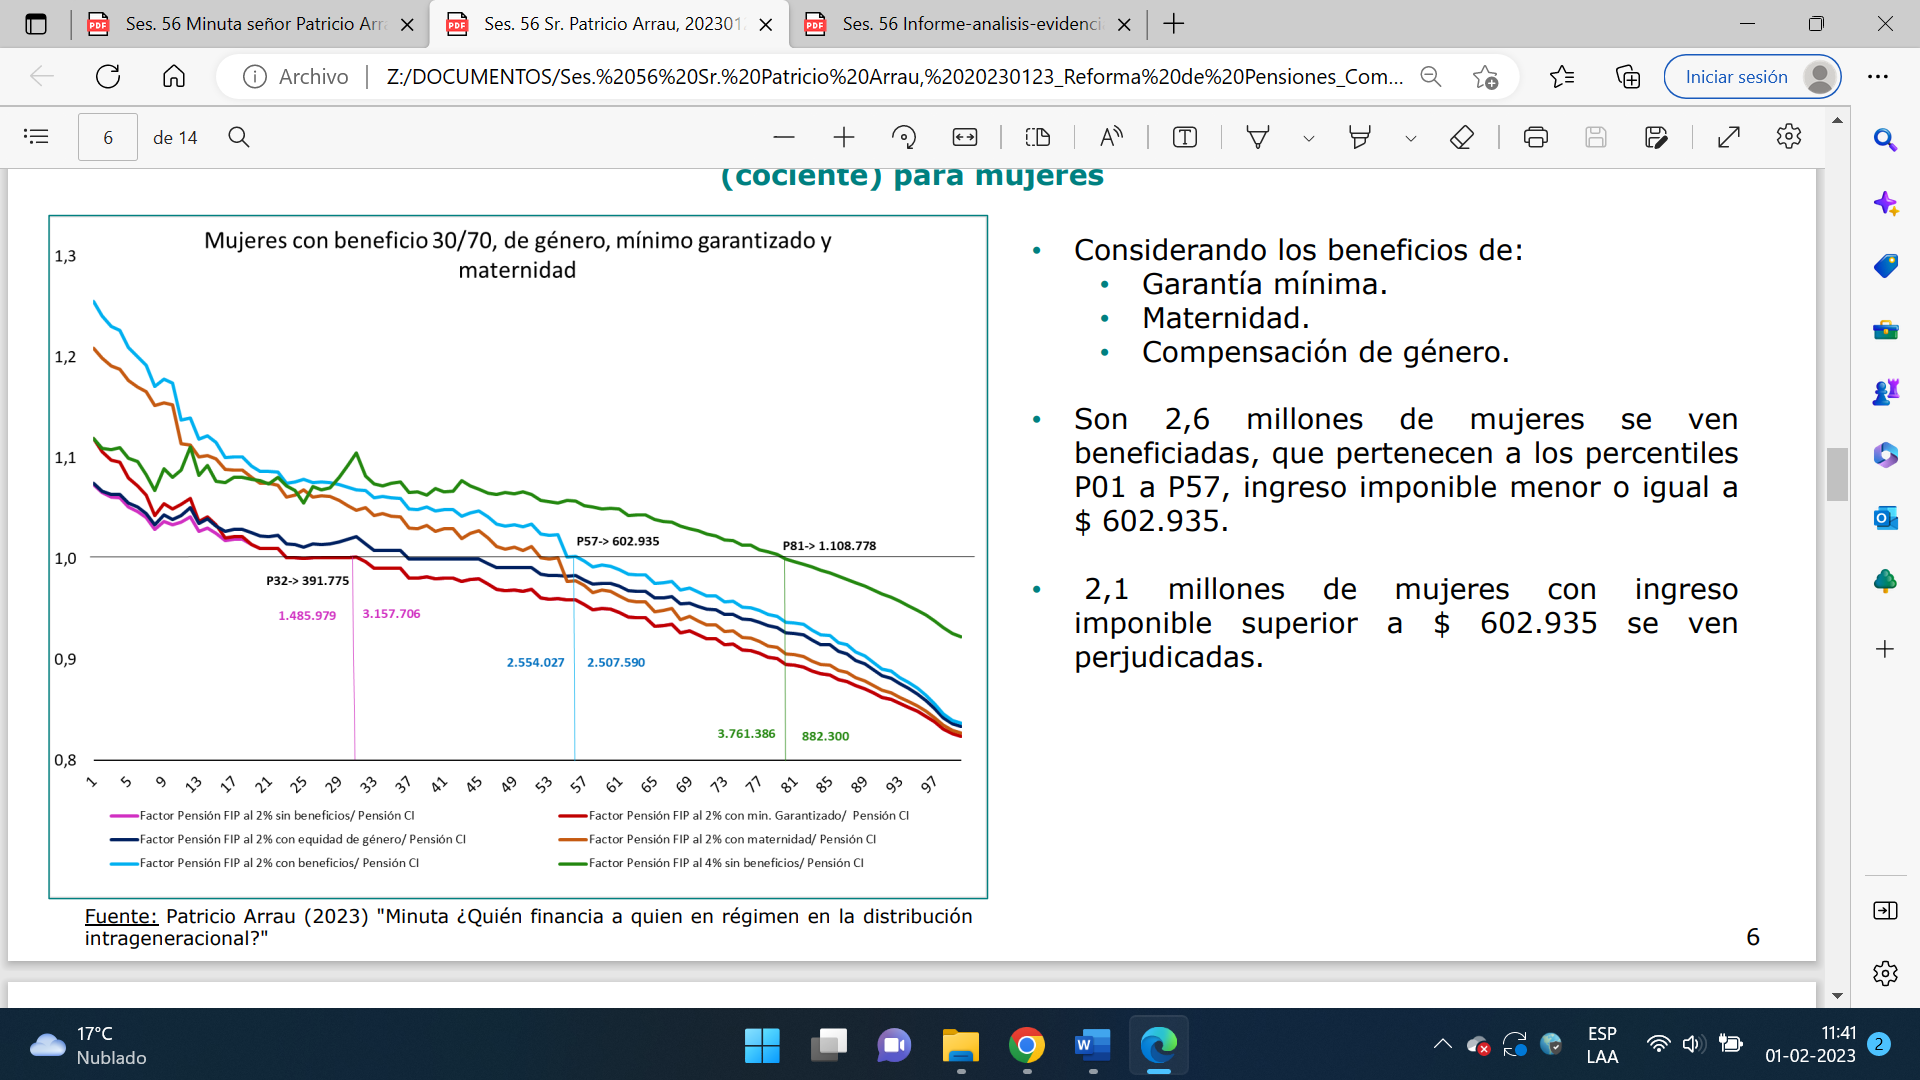 Ses. 56 Minuta señor Patricio Arr
Ses. 56 Sr. Patricio Arrau, 202301
Ses. 56 Informe-analisis-evidenci
Archivo
Z:/DOCUMENTOS/Ses.%2056%20Sr.%20Patricio%20Arrau,%2020230123_Reforma%20de%20Pensiones_Com...
Iniciar sesión
6 de 14
(cociente) para mujeres
Mujeres con beneficio 30/70, de género, mínimo garantizado y
maternidad
1,3
1,2
1,1
1,0
0,9
0,8
P57-> 602.935
P81-> 1.108.778
P32-> 391.775
1.485.979
3.157.706
2.554.027
2.507.590
3.761.386
882.300
1 5 9 13 17 21 25 29 33 37 41 45 49 53 57 61 65 69 73 77 81 85 89 93 97
Factor Pensión FIP al 2% sin beneficios/ Pensión CI
Factor Pensión FIP al 2% con min. Garantizado/ Pensión CI
Factor Pensión FIP al 2% con equidad de género/ Pensión CI
Factor Pensión FIP al 2% con maternidad/ Pensión CI
Factor Pensión FIP al 2% con beneficios/ Pensión CI
Factor Pensión FIP al 4% sin beneficios/ Pensión CI
Fuente: Patricio Arrau (2023) "Minuta ¿Quién financia a quien en régimen en la distribución
intrageneracional?"
• Considerando los beneficios de:
• Garantía mínima.
• Maternidad.
• Compensación de género.
• Son 2,6 millones de mujeres se ven
beneficiadas, que pertenecen a los percentiles
P01 a P57, ingreso imponible menor o igual a
$ 602.935.
• 2,1 millones de mujeres con ingreso
imponible superior a $ 602.935 se ven
perjudicadas.
6
17°C
Nublado
ESP
LAA
11:41
01-02-2023
2